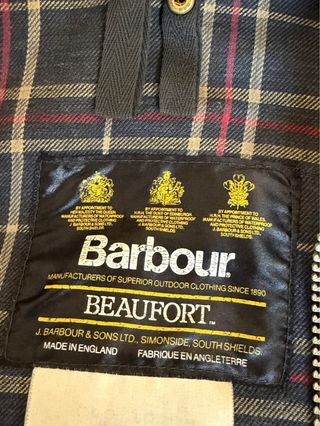 BY APPOINTMENT TO
HER MAJESTY THE QUEEN
MANUFACTURERS OF WATERPROOF
AND PROTECTIVE CLOTHING
J. BARBOUR & SONS LTD.
SOUTH SHIELDS
BY APPOINTMENT TO
H.R.H. THE DUKE OF EDINBURGH
MANUFACTURERS OF WATERPROOF
AND PROTECTIVE CLOTHING
J. BARBOUR & SONS LTD.
SOUTH SHIELDS.
BY APPOINTMENT TO
H.R.H. THE PRINCE OF WALES
MANUFACTURERS OF WATERPROOF
AND PROTECTIVE CLOTHING
J. BARBOUR & SONS LTD.
SOUTH SHIELDS
Barbour®
MANUFACTURERS OF SUPERIOR OUTDOOR CLOTHING SINCE 1890
BEAUFORT™
J. BARBOUR & SONS LTD., SIMONSIDE, SOUTH SHIELDS.
MADE IN ENGLAND FABRIQUE EN ANGLETERRE